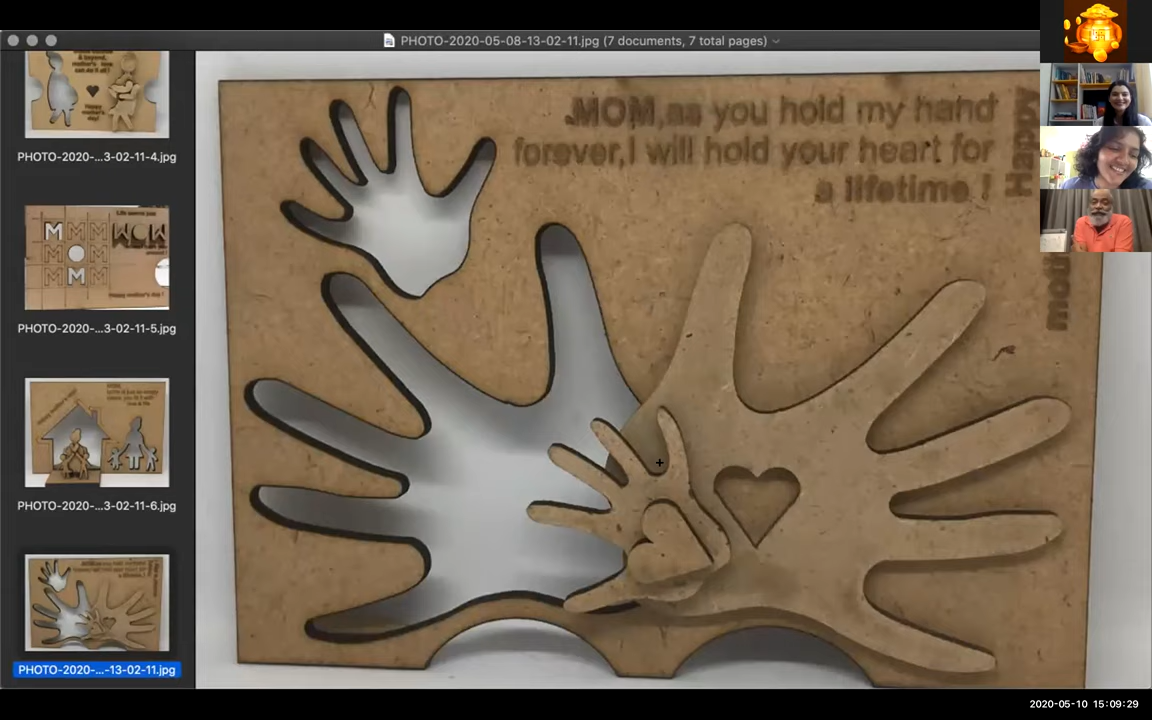 PHOTO-2020-05-08-13-02-11.jpg (7 documents, 7 total pages)
PHOTO-2020-...3-02-11-4.jpg
PHOTO-2020-...3-02-11-5.jpg
PHOTO-2020-...3-02-11-6.jpg
PHOTO-2020-...-13-02-11.jpg
.MOM,as you hold my hand
forever,I will hold your heart for
a lifetime !
Happy
M M M
W O W
M O M
M M M
2020-05-10 15:09:29